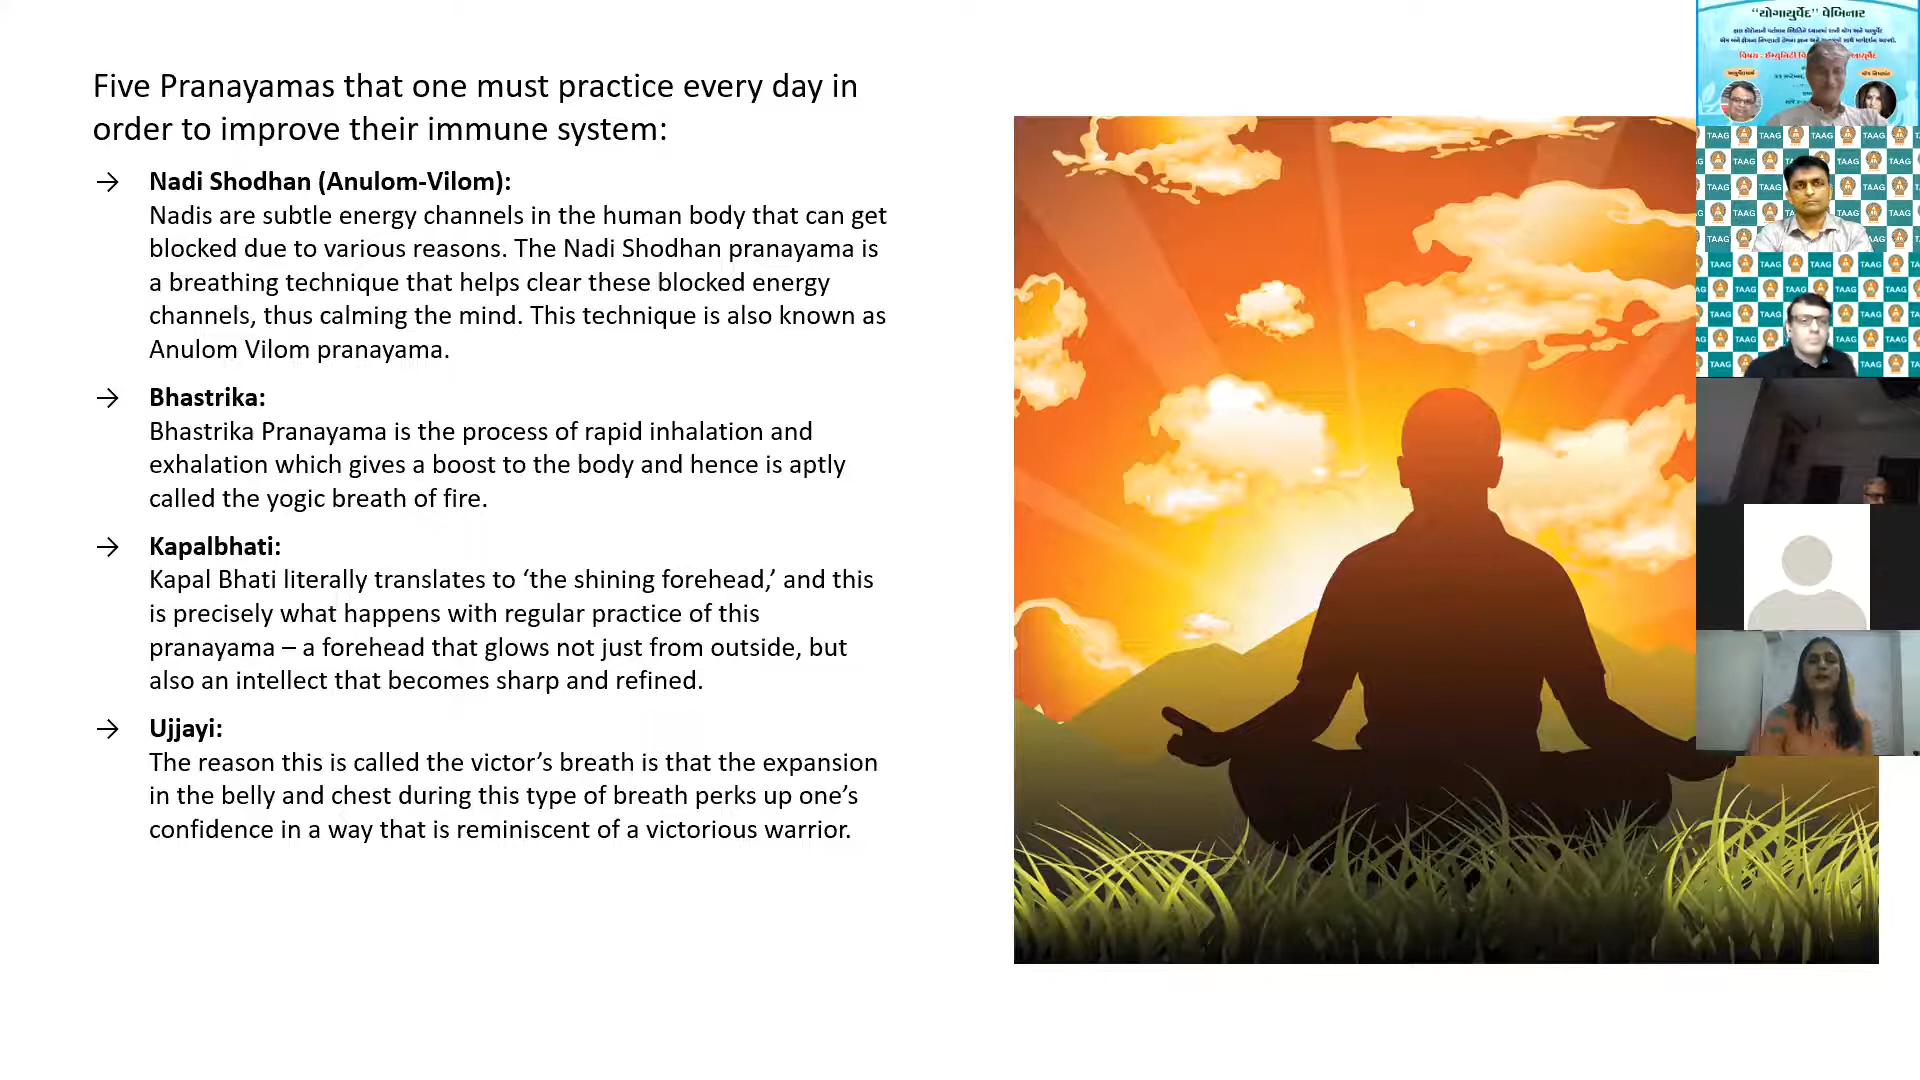 Five Pranayamas that one must practice every day in
order to improve their immune system:
→ Nadi Shodhan (Anulom-Vilom):
Nadis are subtle energy channels in the human body that can get
blocked due to various reasons. The Nadi Shodhan pranayama is
a breathing technique that helps clear these blocked energy
channels, thus calming the mind. This technique is also known as
Anulom Vilom pranayama.
→ Bhastrika:
Bhastrika Pranayama is the process of rapid inhalation and
exhalation which gives a boost to the body and hence is aptly
called the yogic breath of fire.
→ Kapalbhati:
Kapal Bhati literally translates to ‘the shining forehead,’ and this
is precisely what happens with regular practice of this
pranayama – a forehead that glows not just from outside, but
also an intellect that becomes sharp and refined.
→ Ujjayi:
The reason this is called the victor’s breath is that the expansion
in the belly and chest during this type of breath perks up one’s
confidence in a way that is reminiscent of a victorious warrior.
“યોગાયુર્વેદ” વેબિનાર
TAAG